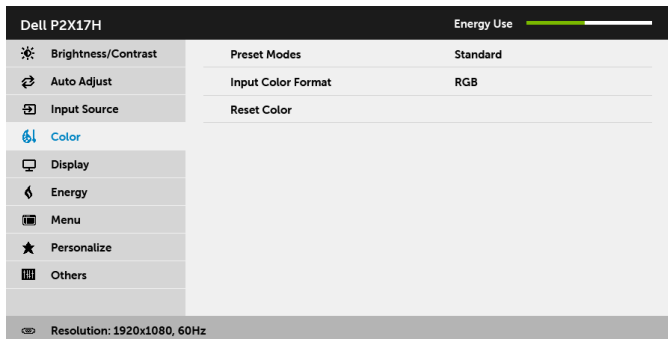 Dell P2X17H Energy Use
Brightness/Contrast Preset Modes Standard
Auto Adjust Input Color Format RGB
Input Source Reset Color
Color
Display
Energy
Menu
Personalize
Others
Resolution: 1920x1080, 60Hz